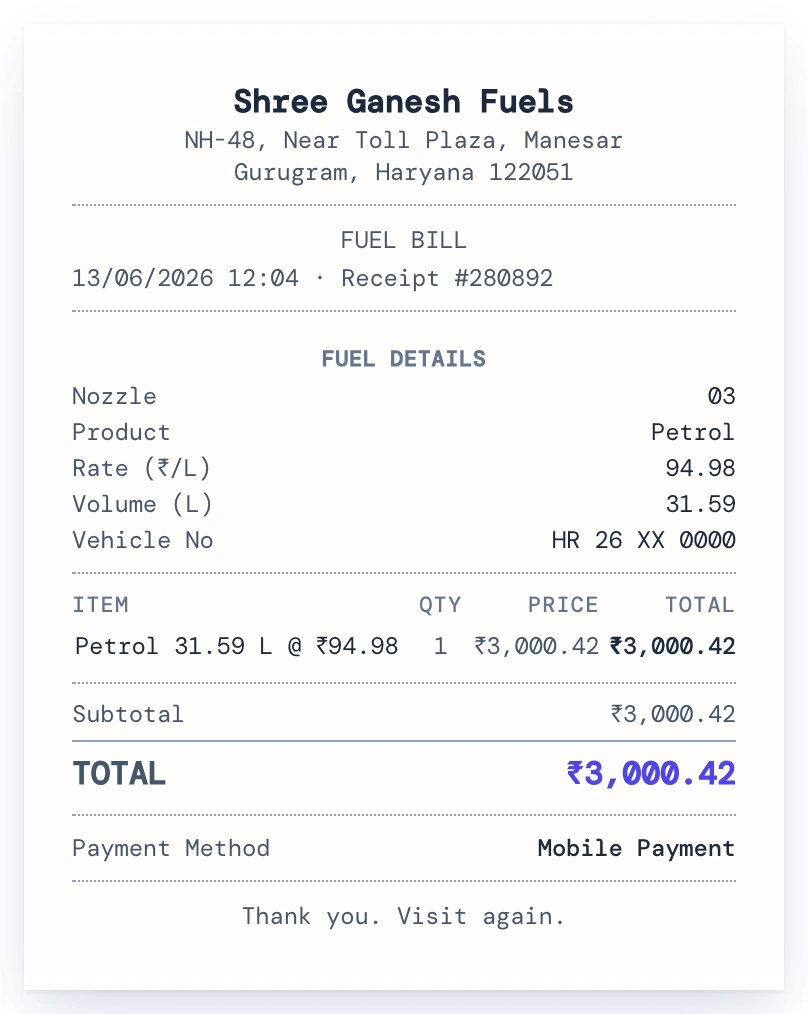 Shree Ganesh Fuels
NH-48, Near Toll Plaza, Manesar
Gurugram, Haryana 122051
FUEL BILL
13/06/2026 12:04 · Receipt #280892
FUEL DETAILS
Nozzle 03
Product Petrol
Rate (₹/L) 94.98
Volume (L) 31.59
Vehicle No HR 26 XX 0000
ITEM QTY PRICE TOTAL
Petrol 31.59 L @ ₹94.98 1 ₹3,000.42 ₹3,000.42
Subtotal ₹3,000.42
TOTAL ₹3,000.42
Payment Method Mobile Payment
Thank you. Visit again.